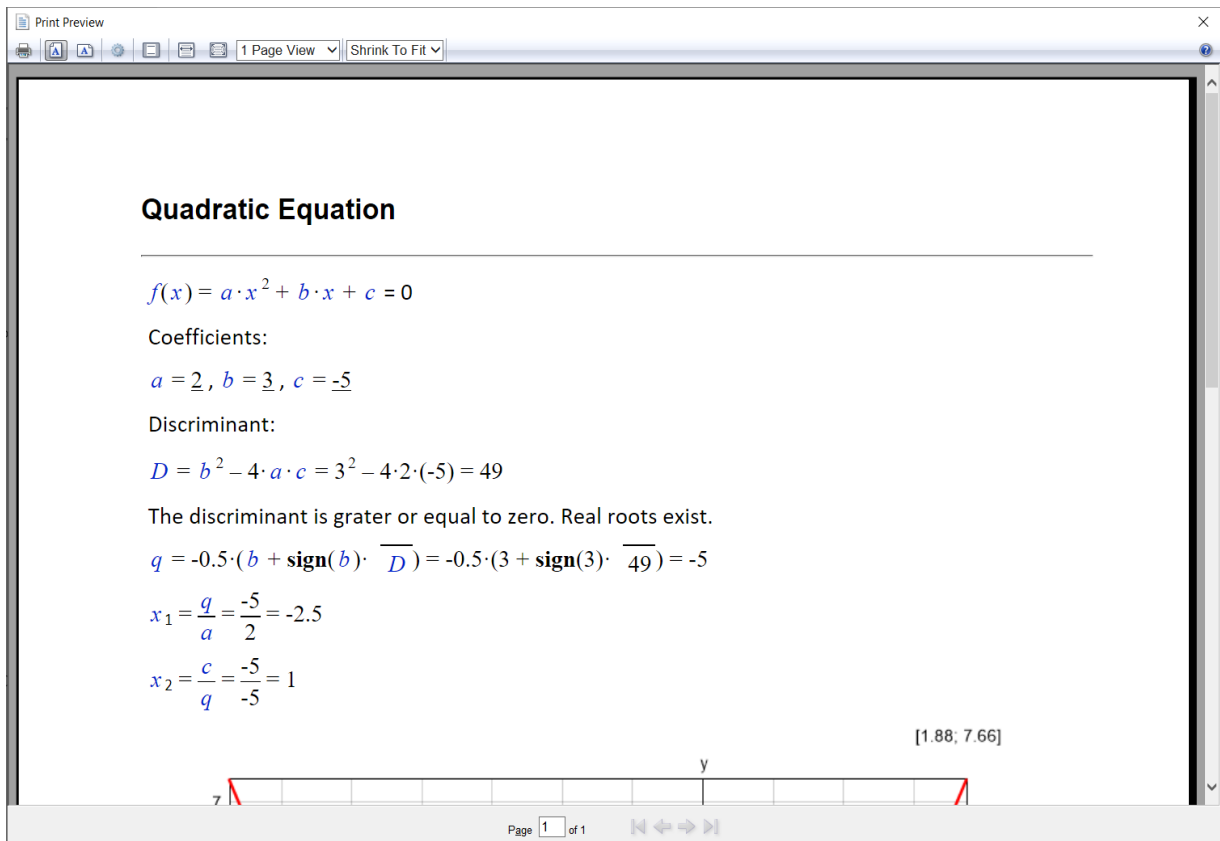 Print Preview
1 Page View Shrink To Fit
Quadratic Equation
f(x) = a·x² + b·x + c = 0
Coefficients:
a = 2 , b = 3 , c = -5
Discriminant:
D = b² – 4·a·c = 3² – 4·2·(-5) = 49
The discriminant is grater or equal to zero. Real roots exist.
q = -0.5·(b + sign(b)· D̅) = -0.5·(3 + sign(3)· 4̅9̅) = -5
x₁ = q/a = -5/2 = -2.5
x₂ = c/q = -5/-5 = 1
[1.88; 7.66]
y
7
Page 1 of 1